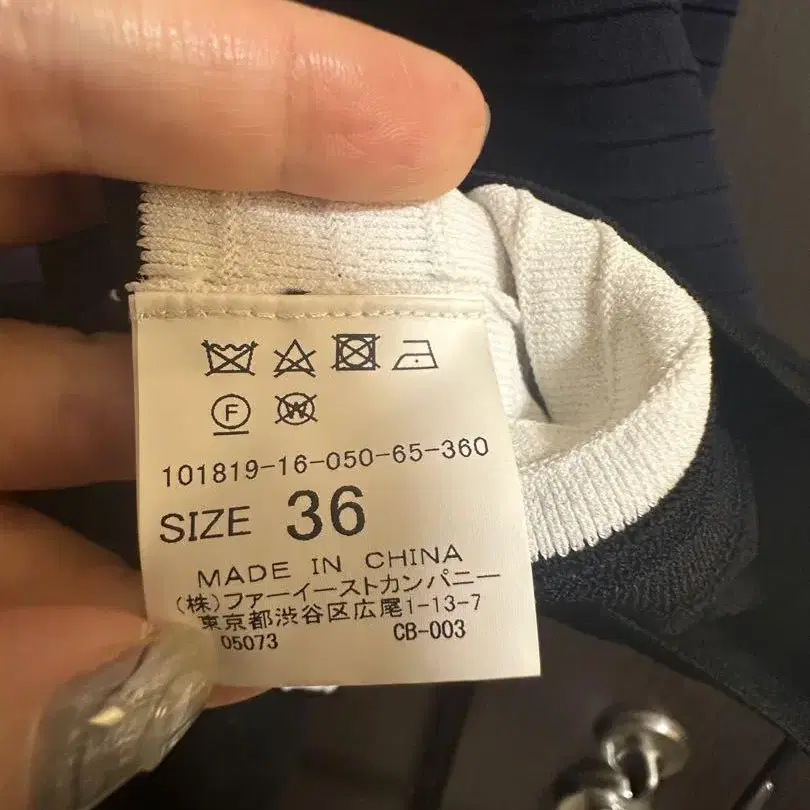 F
W
101819-16-050-65-360
SIZE 36
MADE IN CHINA
(株)ファーイーストカンパニー
東京都渋谷区広尾1-13-7
05073 CB-003